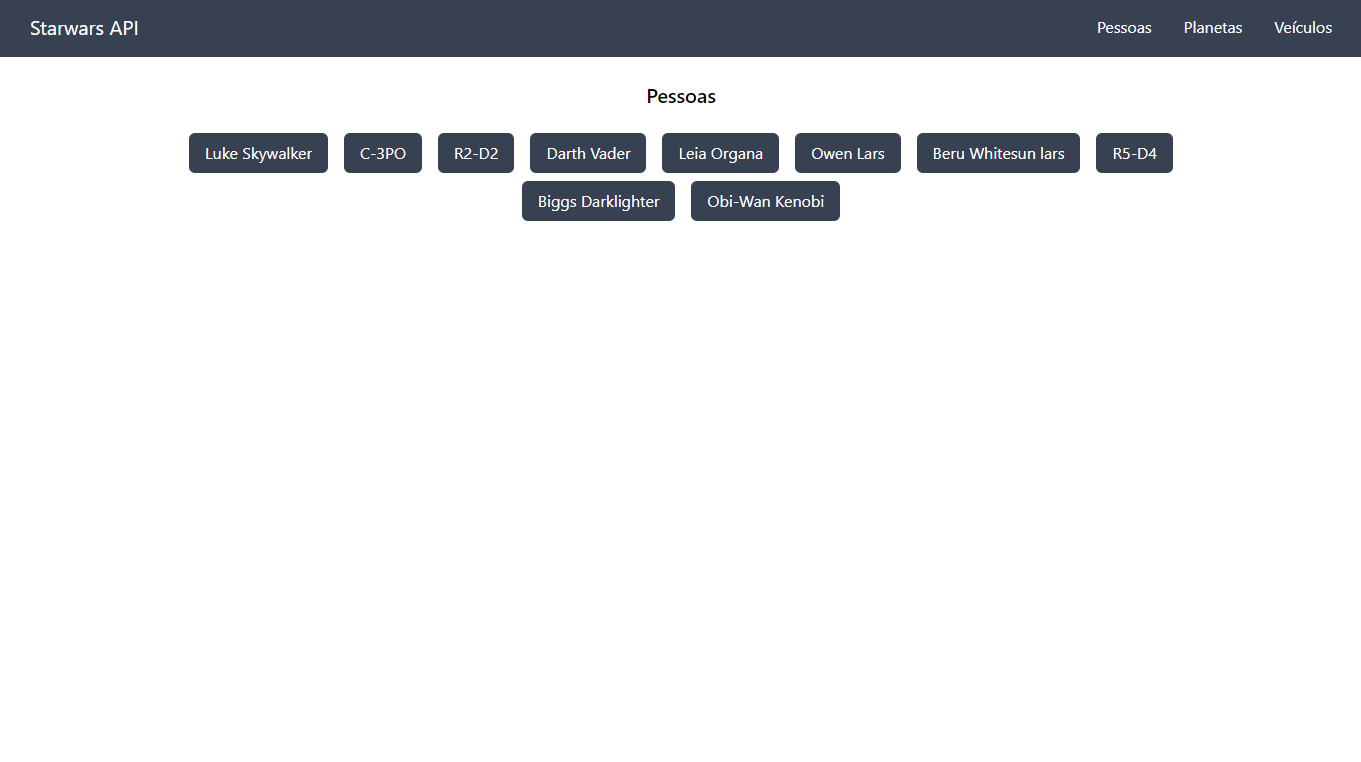 Starwars API Pessoas Planetas Veículos
Pessoas
Luke Skywalker C-3PO R2-D2 Darth Vader Leia Organa Owen Lars Beru Whitesun lars R5-D4
Biggs Darklighter Obi-Wan Kenobi